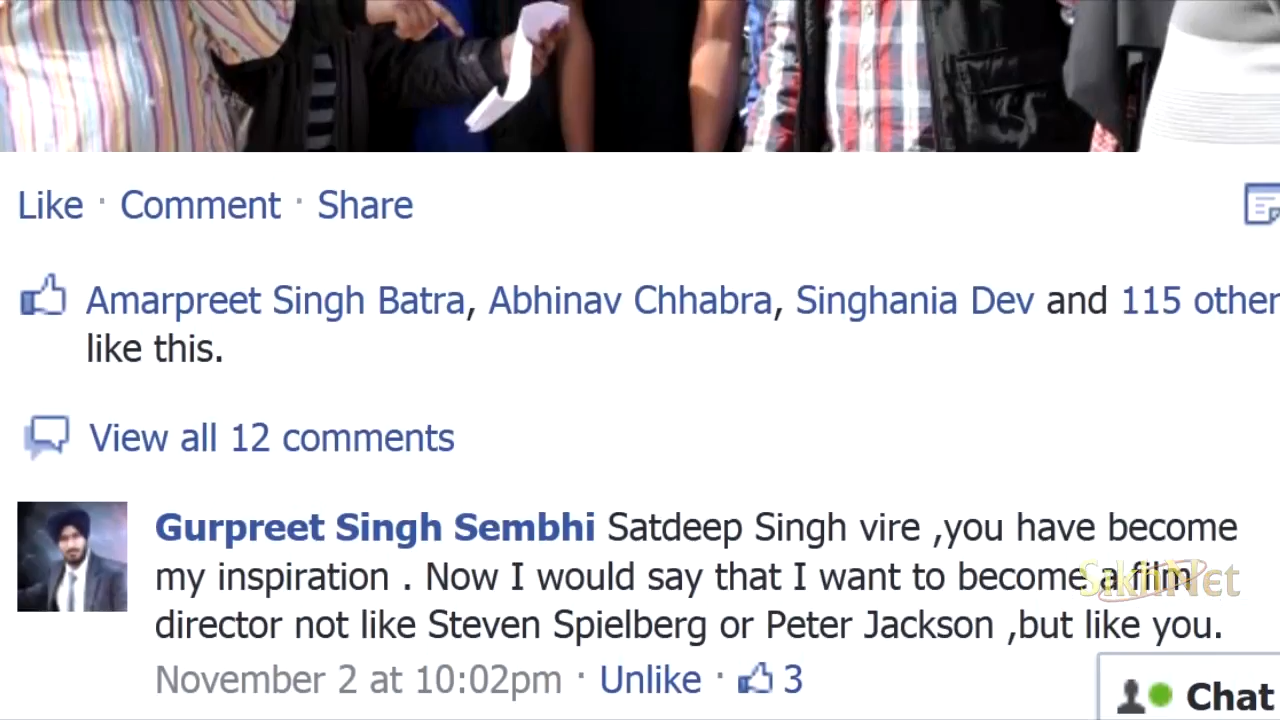 Like · Comment · Share
Amarpreet Singh Batra, Abhinav Chhabra, Singhania Dev and 115 other
like this.
View all 12 comments
Gurpreet Singh Sembhi Satdeep Singh vire ,you have become
my inspiration . Now I would say that I want to become a film
SikhNet
director not like Steven Spielberg or Peter Jackson ,but like you.
November 2 at 10:02pm · Unlike · 3
Chat